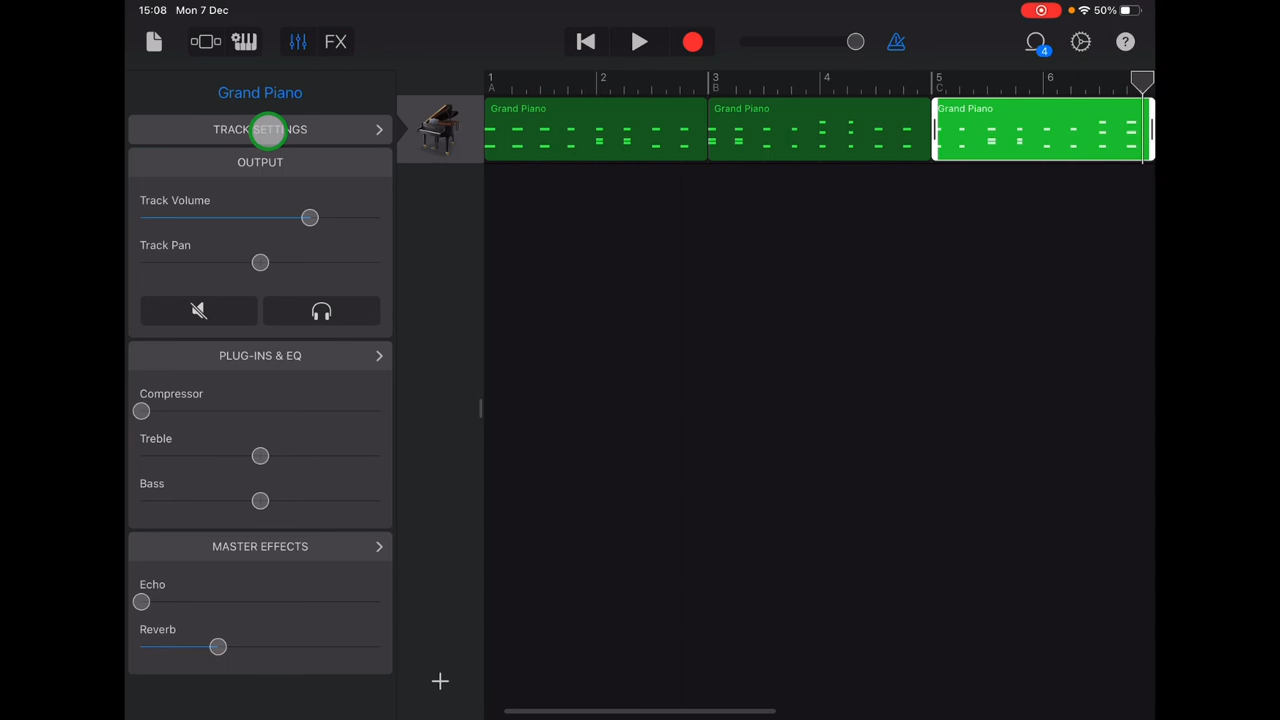 15:08 Mon 7 Dec
50%
FX
4
?
Grand Piano
1 2 3 4 5 6
A B C
TRACK SETTINGS
Grand Piano Grand Piano Grand Piano
OUTPUT
Track Volume
Track Pan
PLUG-INS & EQ
Compressor
Treble
Bass
MASTER EFFECTS
Echo
Reverb